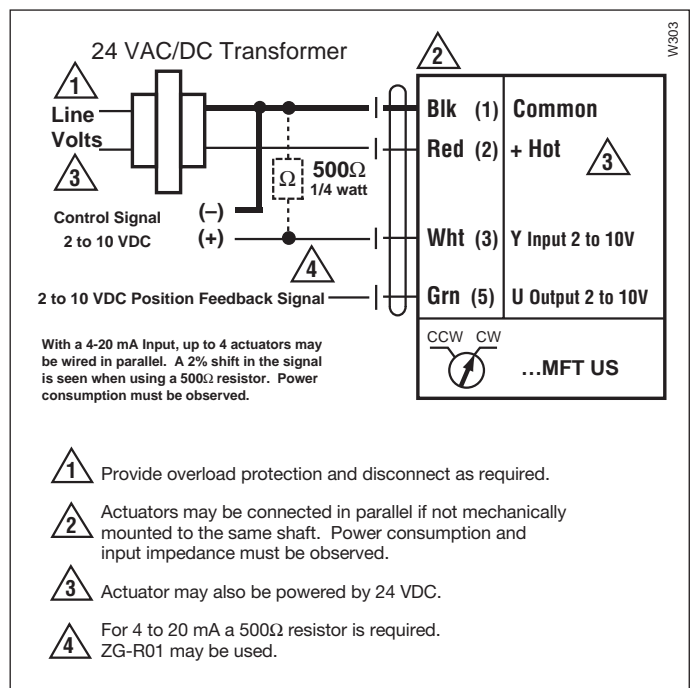 W303
24 VAC/DC Transformer
1
2
Line
Volts
3
Blk (1) Common
Red (2) + Hot
3
Ω
500Ω
1/4 watt
Control Signal
2 to 10 VDC
(–)
(+)
Wht (3) Y Input 2 to 10V
4
2 to 10 VDC Position Feedback Signal
Grn (5) U Output 2 to 10V
With a 4-20 mA Input, up to 4 actuators may
be wired in parallel. A 2% shift in the signal
is seen when using a 500Ω resistor. Power
consumption must be observed.
CCW CW
...MFT US
1 Provide overload protection and disconnect as required.
2 Actuators may be connected in parallel if not mechanically
mounted to the same shaft. Power consumption and
input impedance must be observed.
3 Actuator may also be powered by 24 VDC.
4 For 4 to 20 mA a 500Ω resistor is required.
ZG-R01 may be used.